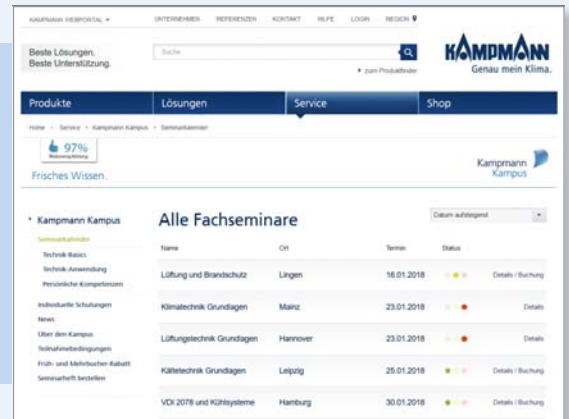 KAMPMANN WEBPORTAL
UNTERNEHMEN REFERENZEN KONTAKT HILFE LOGIN REGION
Beste Lösungen.
Beste Unterstützung.
Suche
zum Produktfinder
KAMPMANN
Genau mein Klima.
Produkte Lösungen Service Shop
Home › Service › Kampmann Kampus › Seminarkalender
97%
Weiterempfehlung
Frisches Wissen.
Kampmann
Kampus
Kampmann Kampus
Seminarkalender
Technik-Basics
Technik-Anwendung
Persönliche Kompetenzen
Individuelle Schulungen
News
Über den Kampus
Teilnahmebedingungen
Früh- und Mehrbucher-Rabatt
Seminarheft bestellen
Alle Fachseminare
Datum aufsteigend
Name Ort Termin Status
Lüftung und Brandschutz Lingen 16.01.2018 Details / Buchung
Klimatechnik Grundlagen Mainz 23.01.2018 Details
Lüftungstechnik Grundlagen Hannover 23.01.2018 Details
Kältetechnik Grundlagen Leipzig 25.01.2018 Details / Buchung
VDI 2078 und Kühlsysteme Hamburg 30.01.2018 Details / Buchung